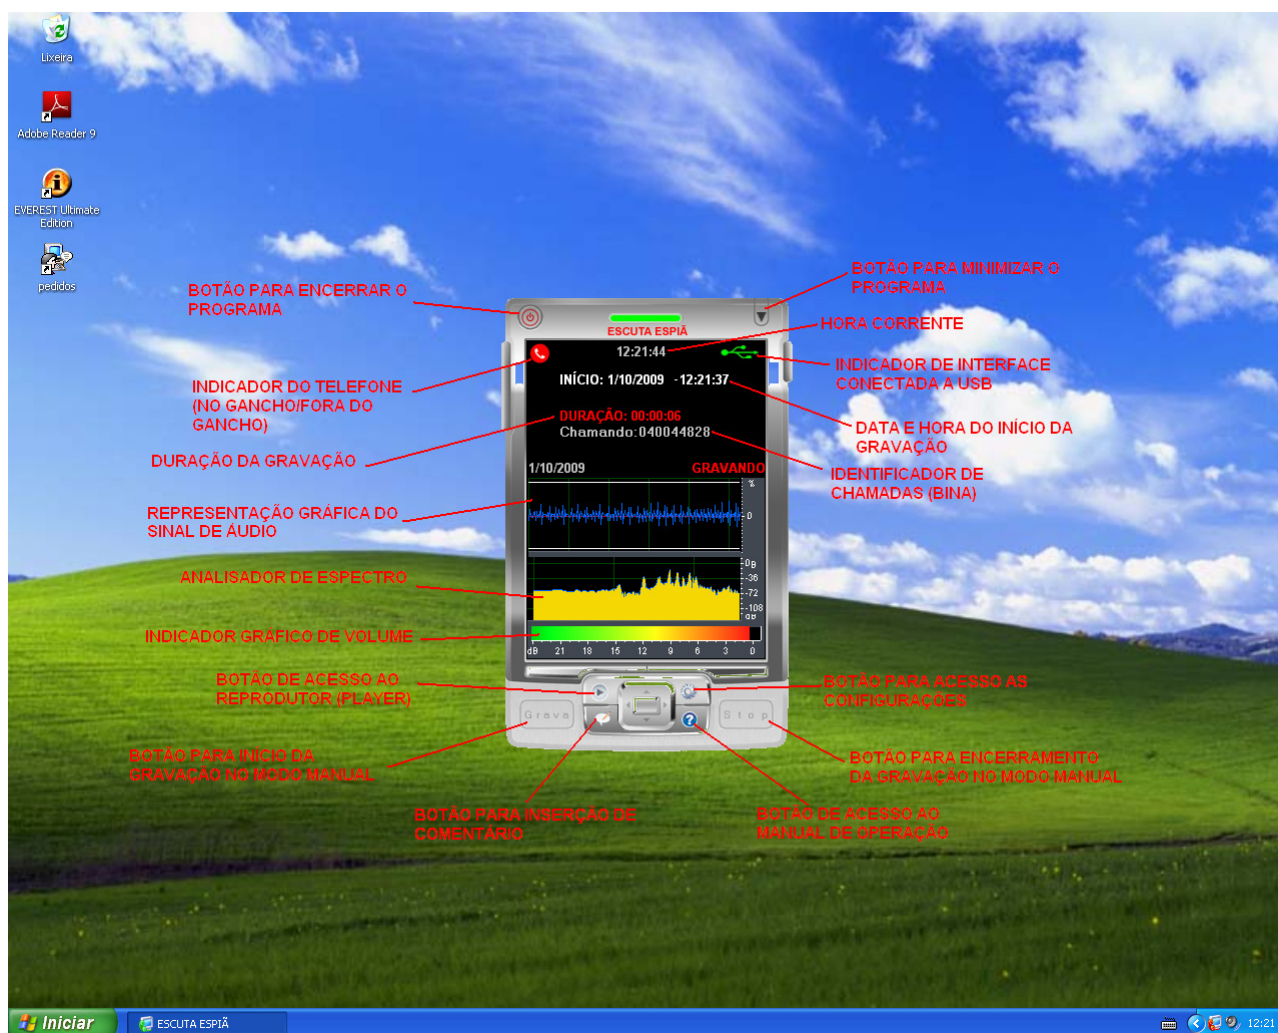 Lixeira
Adobe Reader 9
EVEREST Ultimate
Edition
pedidos
BOTÃO PARA ENCERRAR O
PROGRAMA
BOTÃO PARA MINIMIZAR O
PROGRAMA
ESCUTA ESPIÃ
HORA CORRENTE
12:21:44
INDICADOR DE INTERFACE
CONECTADA A USB
INÍCIO: 1/10/2009 -12:21:37
INDICADOR DO TELEFONE
(NO GANCHO/FORA DO
GANCHO)
DURAÇÃO: 00:00:06
Chamando:040044828
DATA E HORA DO INÍCIO DA
GRAVAÇÃO
DURAÇÃO DA GRAVAÇÃO
1/10/2009 GRAVANDO
IDENTIFICADOR DE
CHAMADAS (BINA)
%
0
REPRESENTAÇÃO GRÁFICA DO
SINAL DE ÁUDIO
ANALISADOR DE ESPECTRO
0B
-36
-72
-108
dB
INDICADOR GRÁFICO DE VOLUME
dB 21 18 15 12 9 6 3 0
BOTÃO DE ACESSO AO
REPRODUTOR (PLAYER)
BOTÃO PARA ACESSO AS
CONFIGURAÇÕES
Grava
Stop
BOTÃO PARA INICIO DA
GRAVAÇÃO NO MODO MANUAL
BOTÃO PARA ENCERRAMENTO
DA GRAVAÇÃO NO MODO MANUAL
BOTÃO PARA INSERÇÃO DE
COMENTÁRIO
BOTÃO DE ACESSO AO
MANUAL DE OPERAÇÃO
Iniciar
ESCUTA ESPIÃ
12:21